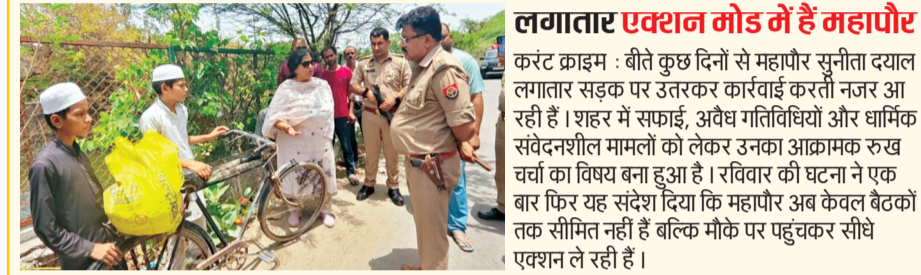 लगातार एक्शन मोड में हैं महापौर
करंट क्राइम : बीते कुछ दिनों से महापौर सुनीता दयाल
लगातार सड़क पर उतरकर कार्रवाई करती नजर आ
रही हैं । शहर में सफाई, अवैध गतिविधियों और धार्मिक
संवेदनशील मामलों को लेकर उनका आक्रामक रुख
चर्चा का विषय बना हुआ है । रविवार की घटना ने एक
बार फिर यह संदेश दिया कि महापौर अब केवल बैठको
तक सीमित नहीं हैं बल्कि मौके पर पहुंचकर सीधे
एक्शन ले रही हैं ।